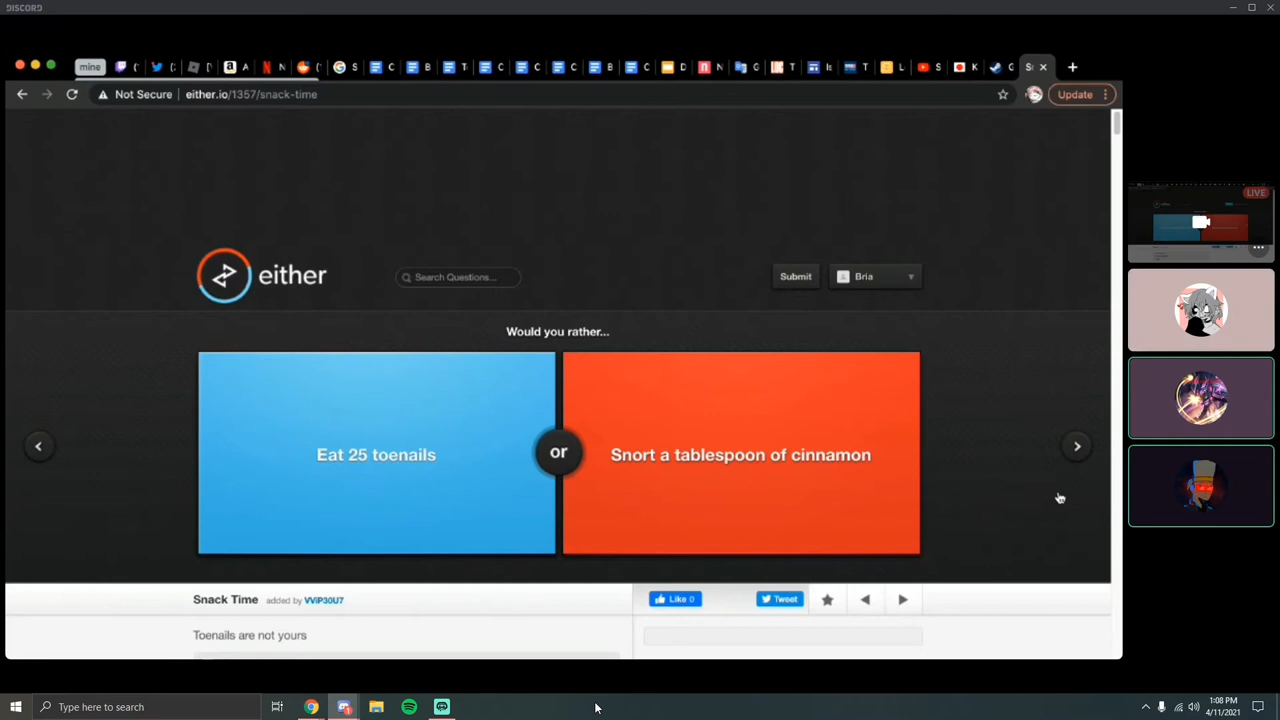 DISCORD
mine
Not Secure either.io/1357/snack-time
Update
LIVE
either
Search Questions...
Submit
Bria
Would you rather...
Eat 25 toenails
or
Snort a tablespoon of cinnamon
Snack Time added by VViP30U7
Like 0
Tweet
Toenails are not yours
Type here to search
1:08 PM
4/11/2021